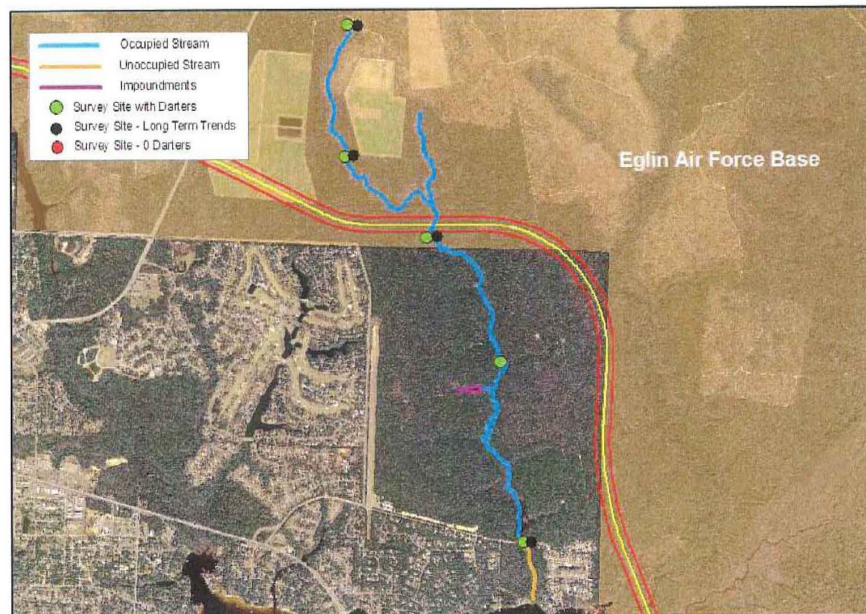 Occupied Stream
Unoccupied Stream
Impoundments
Survey Site with Darters
Survey Site - Long Term Trends
Survey Site - 0 Darters
Eglin Air Force Base